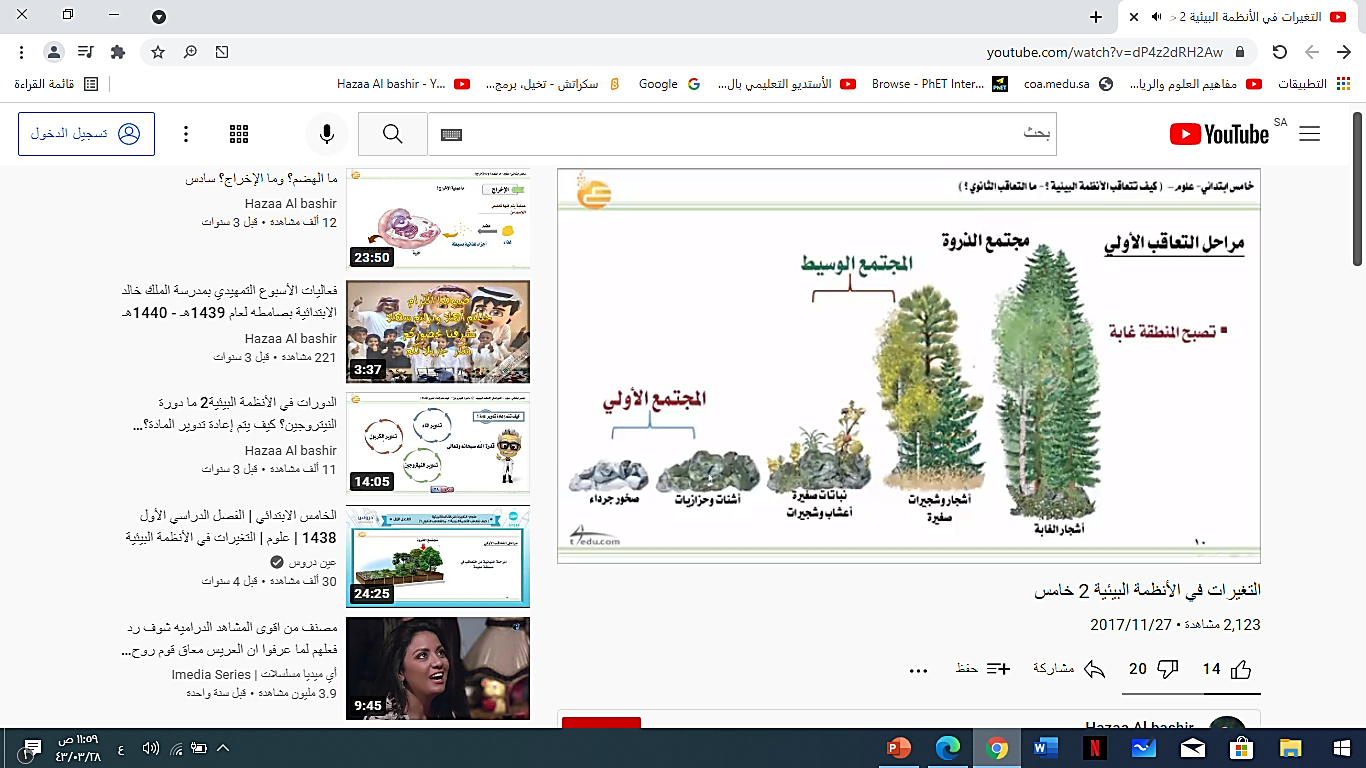 التغيرات في الأنظمة البيئية 2
youtube.com/watch?v=dP4z2dRH2Aw
التطبيقات
مفاهيم العلوم والريا...
coa.medu.sa
Browse - PhET Inter...
الأستديو التعليمي بال...
Google
سكراتش - تخيل، برمج...
Hazaa Al bashir - Y...
قائمة القراءة
YouTube SA
بحث
تسجيل الدخول
خامس ابتدائي- علوم – ( كيف تتعاقب الأنظمة البيئية ؟- ما التعاقب الثانوي ؟ )
مراحل التعاقب الأولي
مجتمع الذروة
المجتمع الوسيط
تصبح المنطقة غابة
المجتمع الأولي
صخور جرداء
أشنات وحزازيات
نباتات صغيرة
أعشاب وشجيرات
أشجار وشجيرات
صغيرة
أشجار الغابة
t4edu.com
١٠
التغيرات في الأنظمة البيئية 2 خامس
2,123 مشاهدة • 2017/11/27
14
20
مشاركة
حفظ
Hazaa Al bashir
الإخراج
23:50
ما الهضم؟ وما الإخراج؟ سادس
Hazaa Al bashir
12 ألف مشاهدة • قبل 3 سنوات
3:37
فعاليات الأسبوع التمهيدي بمدرسة الملك خالد
الابتدائية بصامطه لعام 1439هـ - 1440هـ
Hazaa Al bashir
221 مشاهدة • قبل 3 سنوات
14:05
الدورات في الأنظمة البيئية2 ما دورة
النيتروجين؟ كيف يتم إعادة تدوير المادة؟...
Hazaa Al bashir
11 ألف مشاهدة • قبل 3 سنوات
مراحل التعاقب الأولي
24:25
الخامس الابتدائي | الفصل الدراسي الأول
1438 | علوم | التغيرات في الأنظمة البيئية
عين دروس
30 ألف مشاهدة • قبل 4 سنوات
9:45
مصنف من اقوى المشاهد الدراميه شوف رد
فعلهم لما عرفوا ان العريس معاق قوم روح...
أي ميديا مسلسلات | Imedia Series
3.9 مليون مشاهدة • قبل سنة واحدة
ع
١١:٥٩ ص
٤٣/٠٣/٢٨